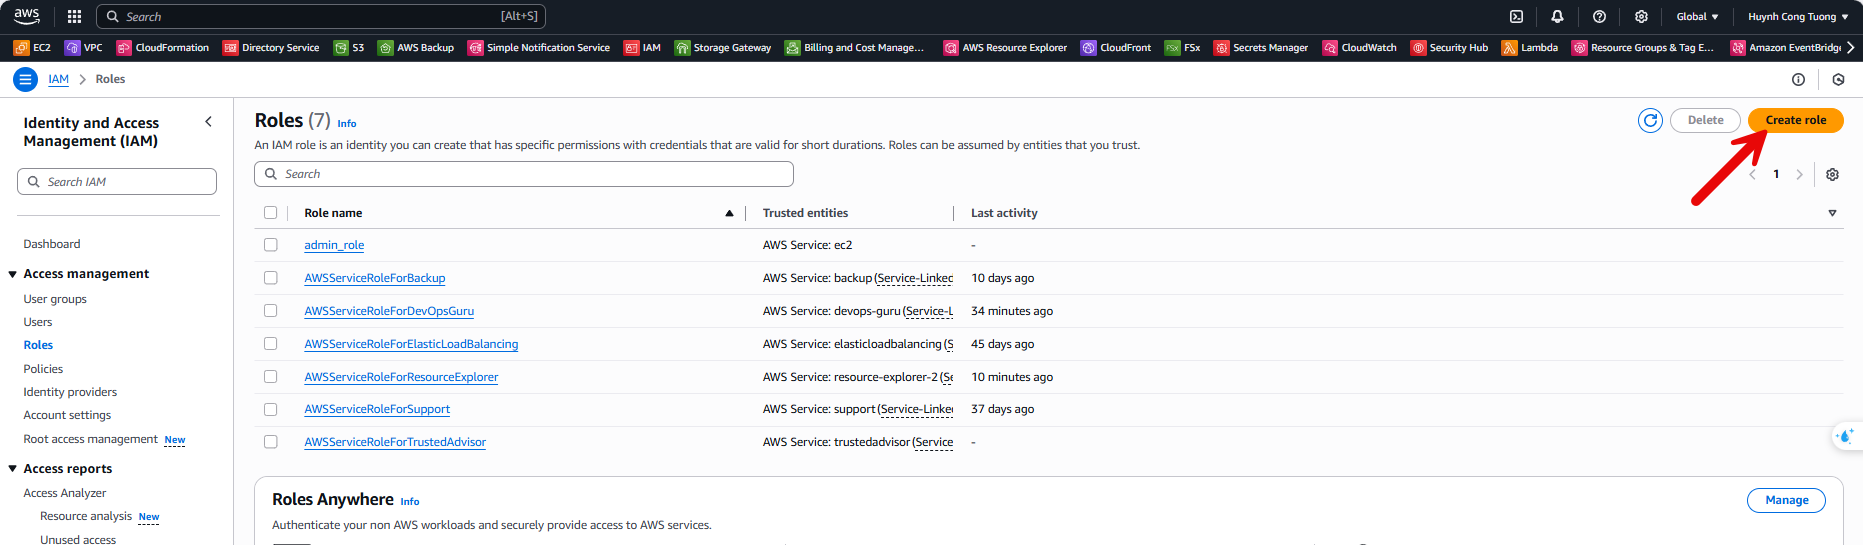 aws Search [Alt+S] Global Huynh Cong Tuong
EC2 VPC CloudFormation Directory Service S3 AWS Backup Simple Notification Service IAM Storage Gateway Billing and Cost Manage... AWS Resource Explorer CloudFront FSx Secrets Manager CloudWatch Security Hub Lambda Resource Groups & Tag E... Amazon EventBridge
IAM Roles
Identity and Access
Management (IAM)
Search IAM
Dashboard
Access management
User groups
Users
Roles
Policies
Identity providers
Account settings
Root access management New
Access reports
Access Analyzer
Resource analysis New
Unused access
Roles (7) Info
Delete
Create role
An IAM role is an identity you can create that has specific permissions with credentials that are valid for short durations. Roles can be assumed by entities that you trust.
Search
1
Role name Trusted entities Last activity
admin_role AWS Service: ec2 -
AWSServiceRoleForBackup AWS Service: backup (Service-Linked 10 days ago
AWSServiceRoleForDevOpsGuru AWS Service: devops-guru (Service-L 34 minutes ago
AWSServiceRoleForElasticLoadBalancing AWS Service: elasticloadbalancing (S 45 days ago
AWSServiceRoleForResourceExplorer AWS Service: resource-explorer-2 (Se 10 minutes ago
AWSServiceRoleForSupport AWS Service: support (Service-Linked 37 days ago
AWSServiceRoleForTrustedAdvisor AWS Service: trustedadvisor (Service -
Roles Anywhere Info
Manage
Authenticate your non AWS workloads and securely provide access to AWS services.